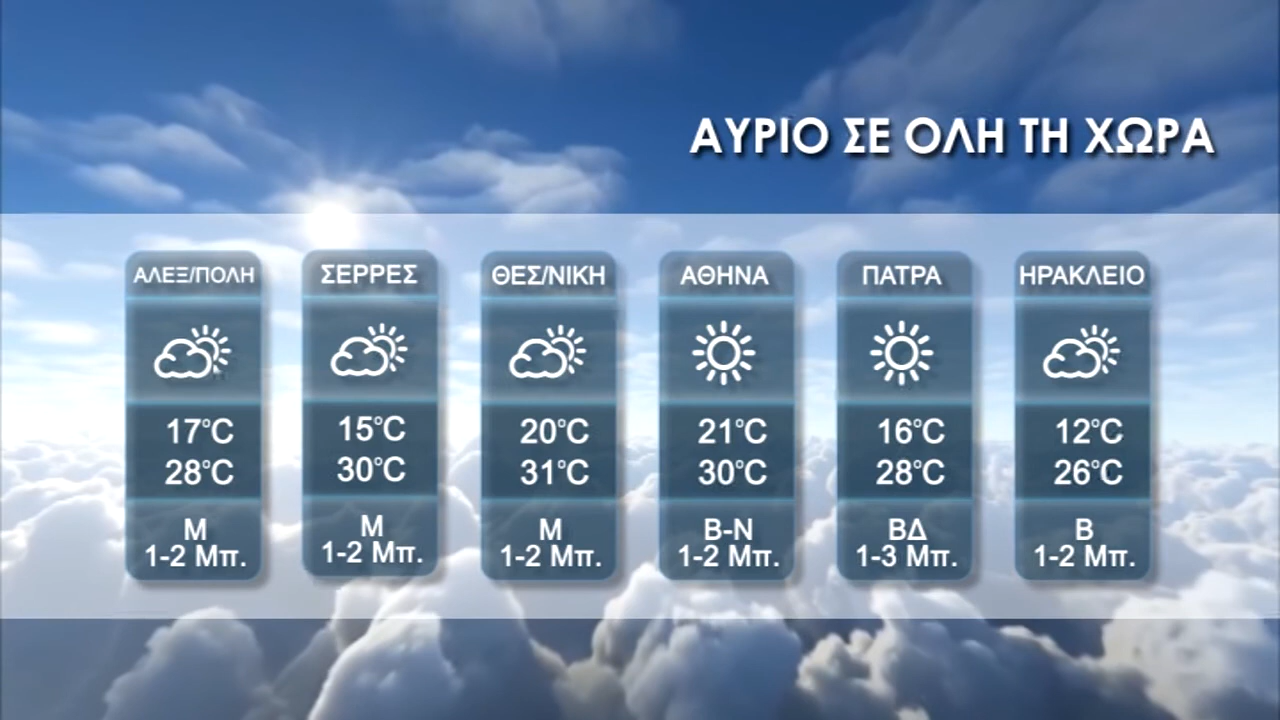 ΑΥΡΙΟ ΣΕ ΟΛΗ ΤΗ ΧΩΡΑ
ΑΛΕΞ/ΠΟΛΗ
17°C
28°C
Μ
1-2 Μπ.
ΣΕΡΡΕΣ
15°C
30°C
Μ
1-2 Μπ.
ΘΕΣ/ΝΙΚΗ
20°C
31°C
Μ
1-2 Μπ.
ΑΘΗΝΑ
21°C
30°C
Β-Ν
1-2 Μπ.
ΠΑΤΡΑ
16°C
28°C
ΒΔ
1-3 Μπ.
ΗΡΑΚΛΕΙΟ
12°C
26°C
Β
1-2 Μπ.